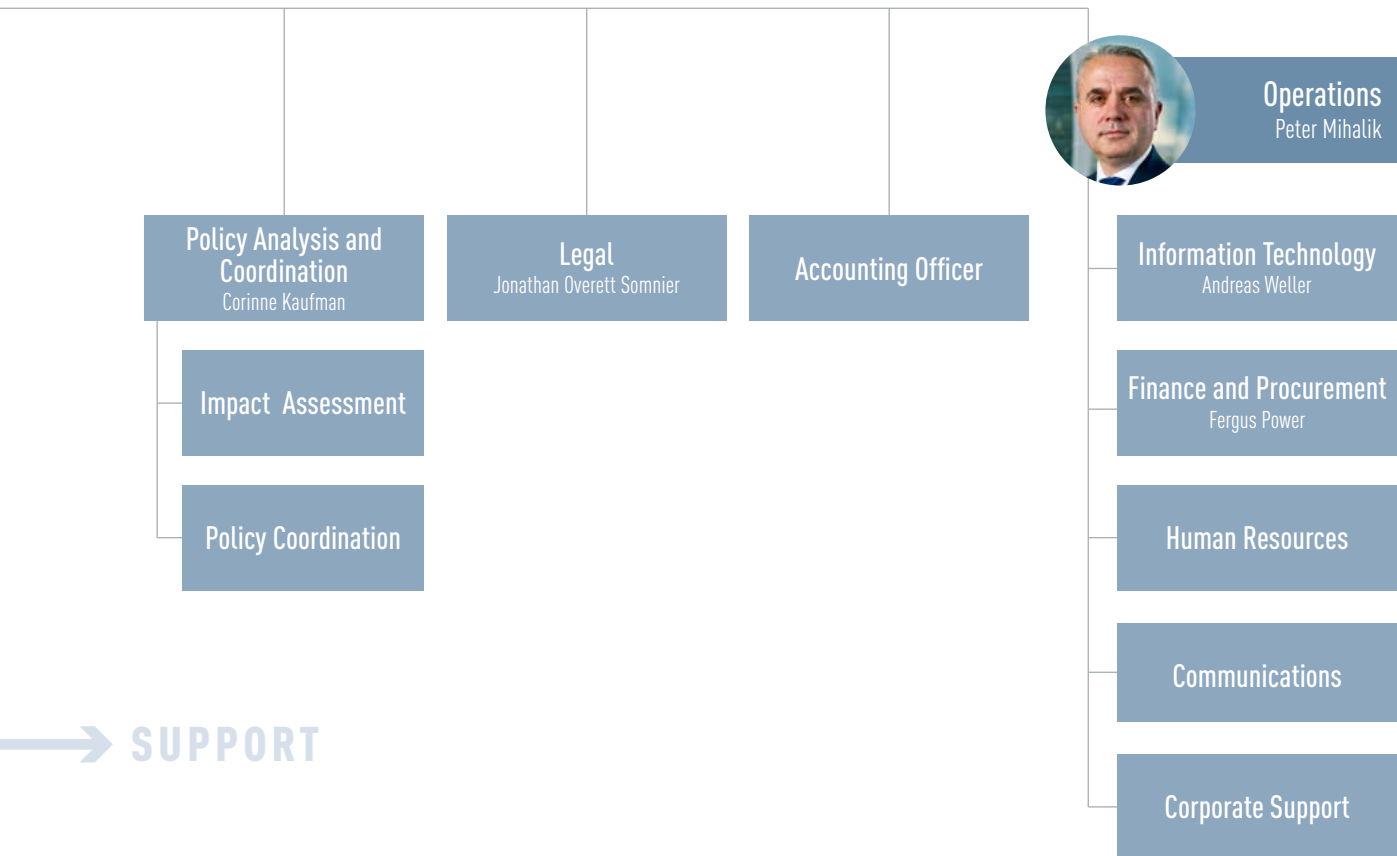 Operations
Peter Mihalik
Policy Analysis and
Coordination
Corinne Kaufman
Legal
Jonathan Overett Somnier
Accounting Officer
Information Technology
Andreas Weller
Impact Assessment
Finance and Procurement
Fergus Power
Policy Coordination
Human Resources
Communications
SUPPORT
Corporate Support